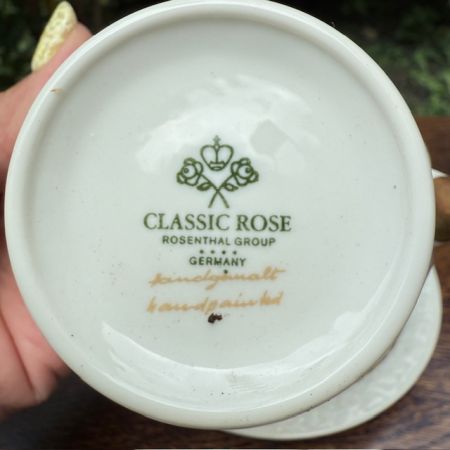 CLASSIC ROSE
ROSENTHAL GROUP
GERMANY
handgemalt
handpainted